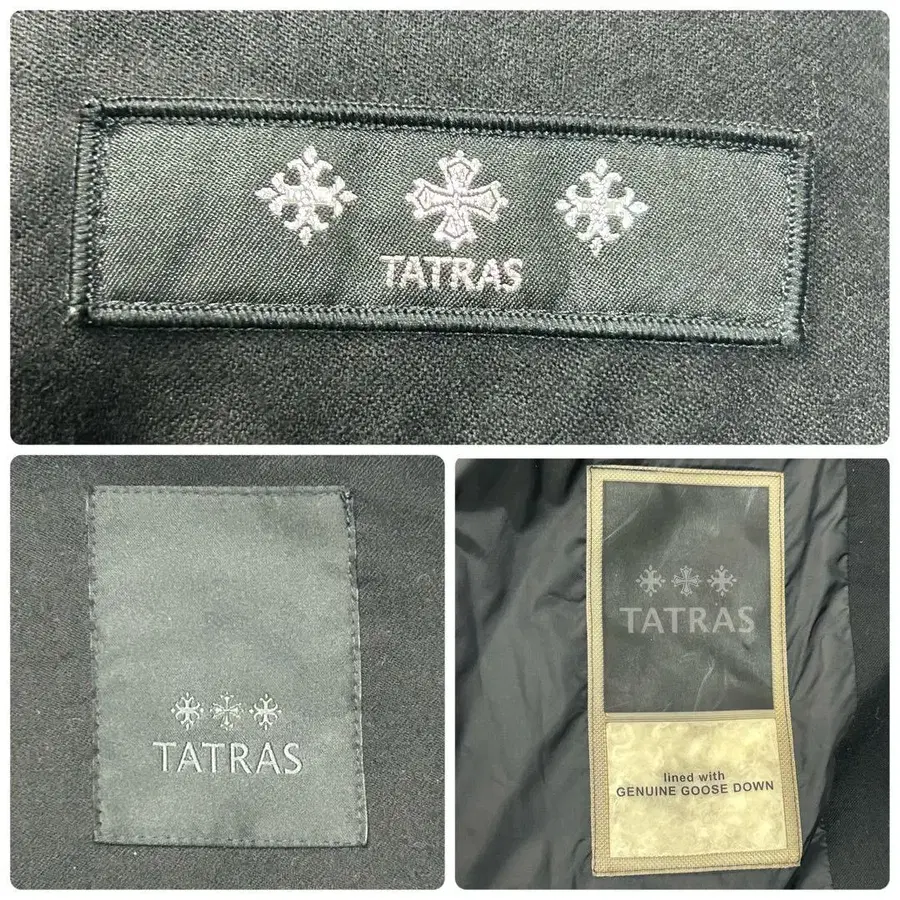 TATRAS
TATRAS
TATRAS
lined with
GENUINE GOOSE DOWN